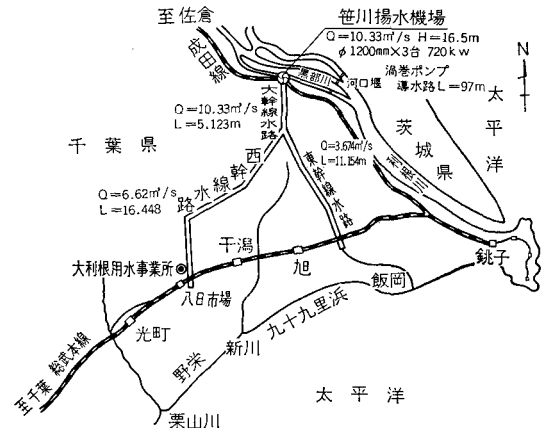 至佐倉
成田線
笹川揚水機場
Q=10.33㎥/s H=16.5m
φ1200mm×3台 720kw
渦巻ポンプ
導水路L=97m
N
黒部川
河口堰
太平洋
茨城県
利根川
大幹線水路
Q=10.33㎥/s
L=5.123m
千葉県
Q=3.674㎥/s
L=11.164m
東幹線水路
西幹線水路
Q=6.62㎥/s
L=16.448
大利根用水事業所
干潟
旭
飯岡
銚子
八日市場
光町
九十九里浜
新川
野栄
栗山川
太平洋
至千葉 総武本線